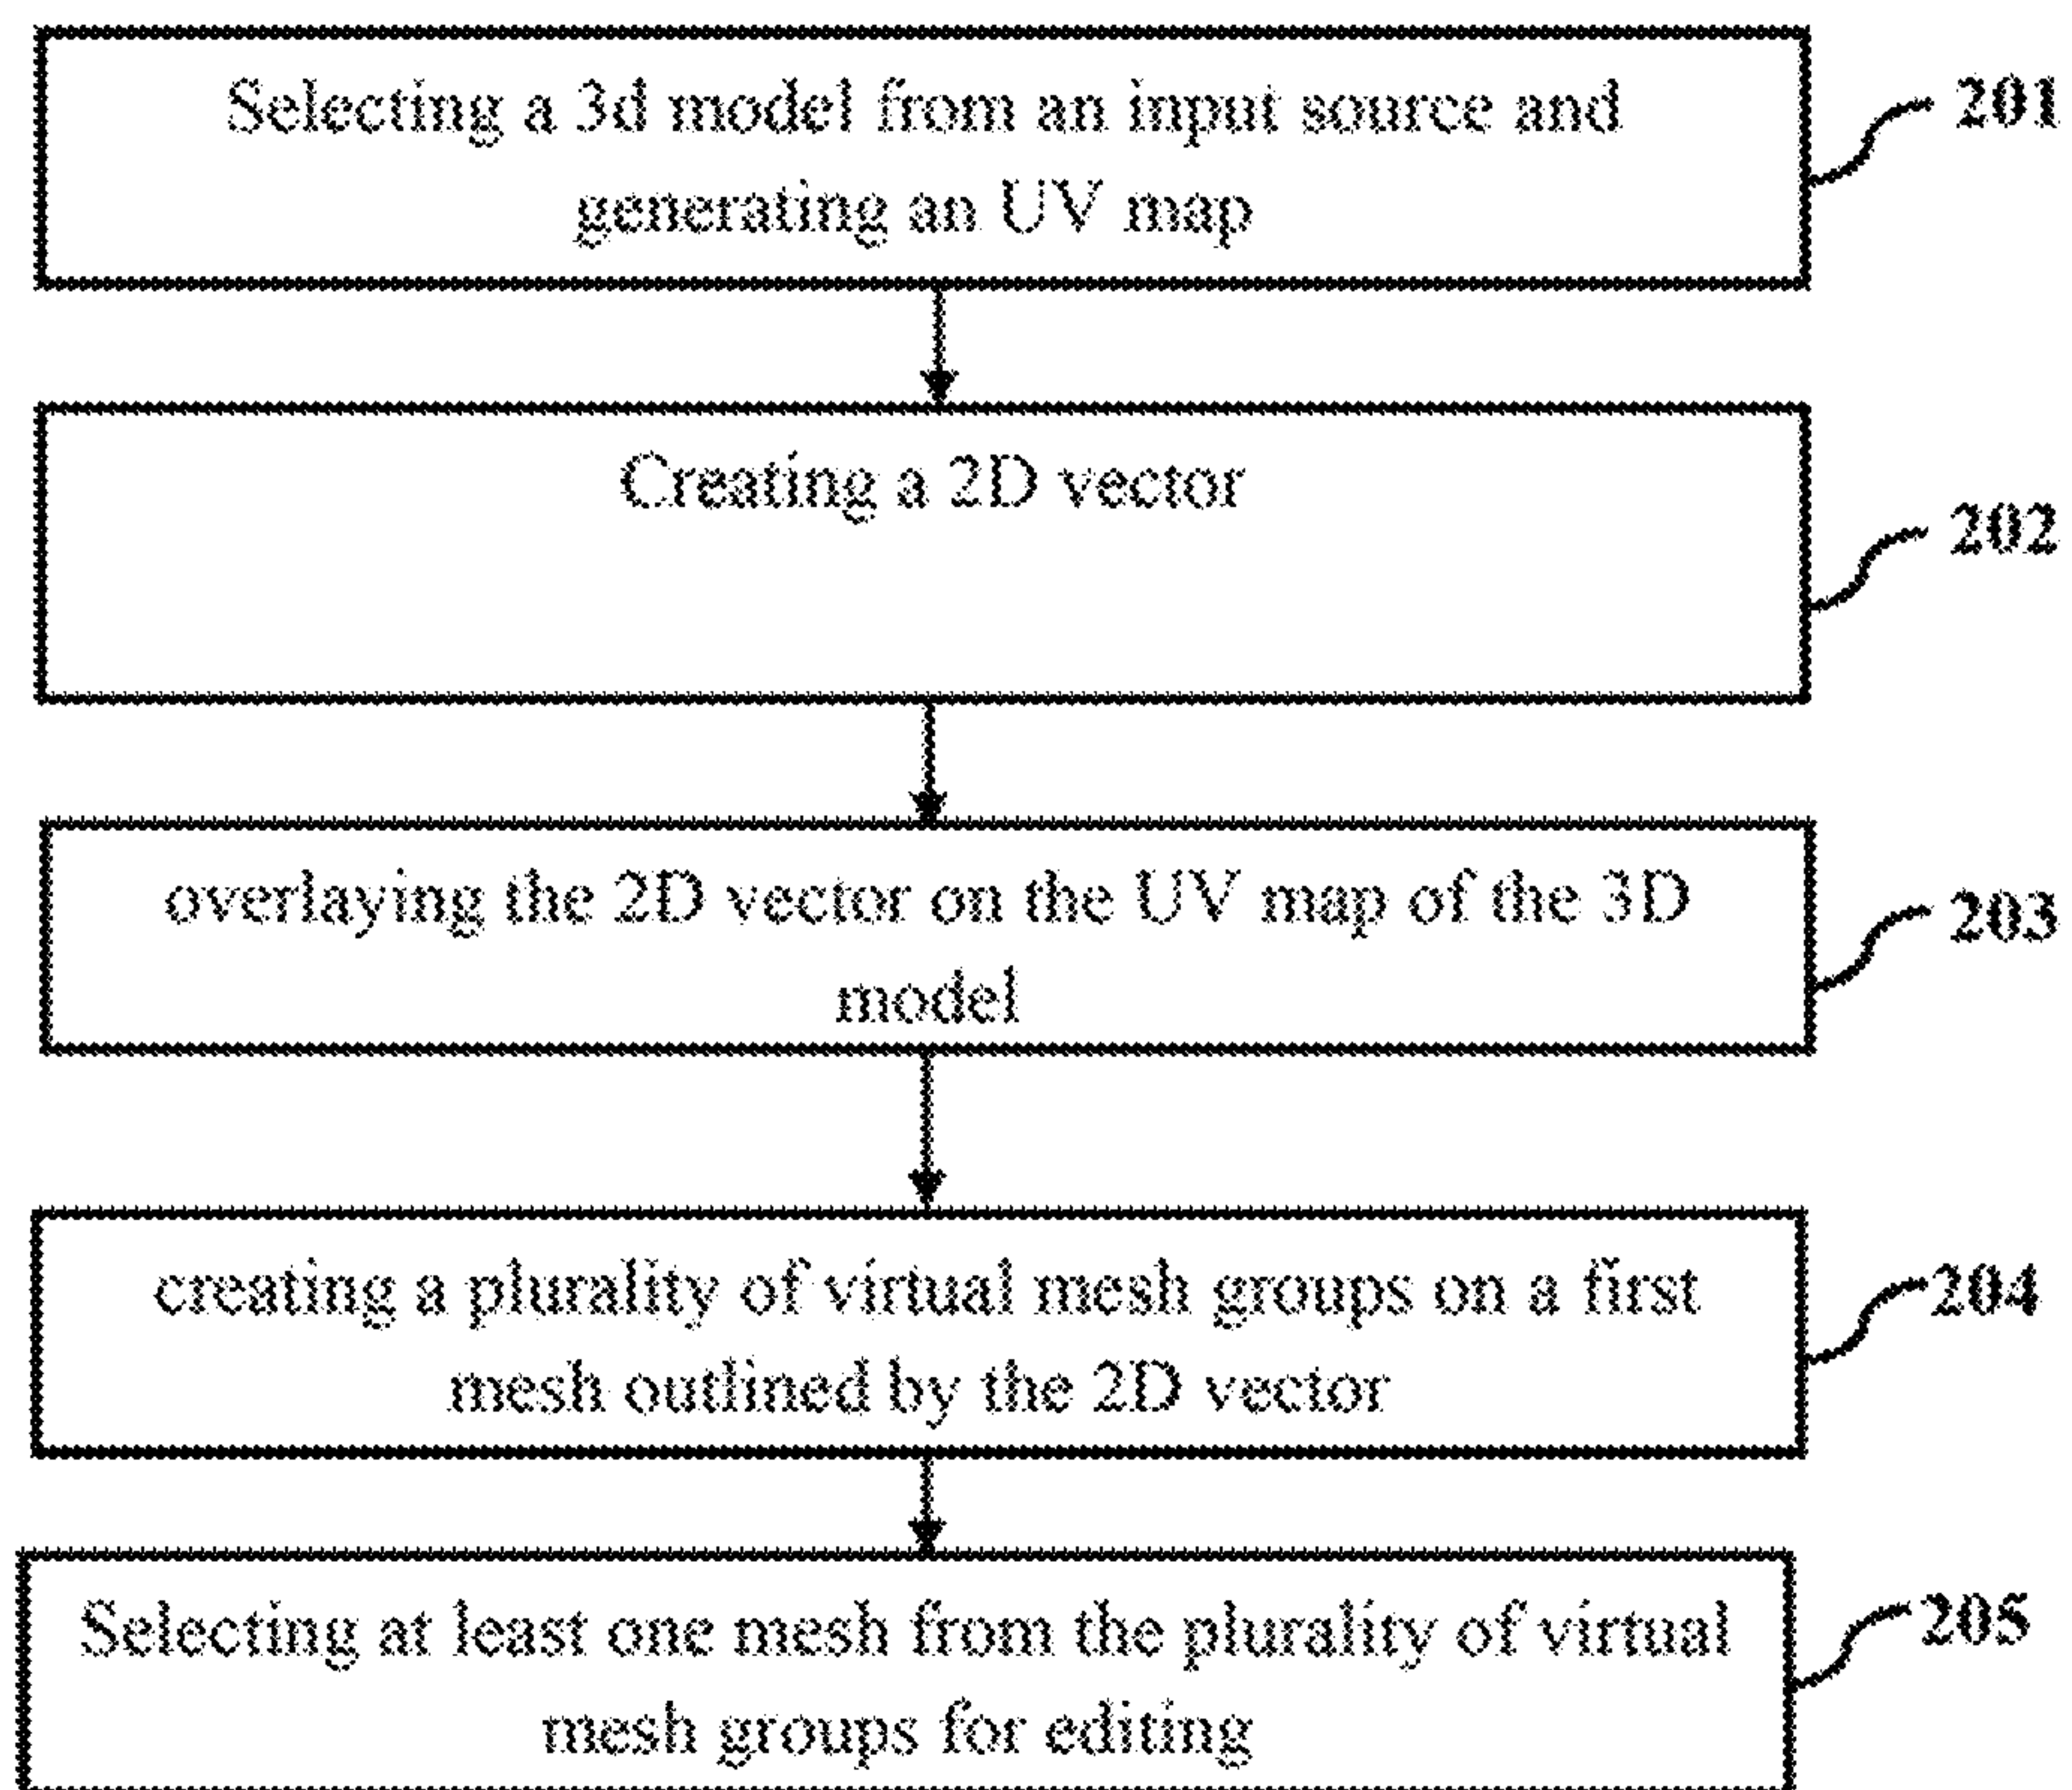 Selecting a 3d model from an input source and
generating an UV map
201
Creating a 2D vector
202
overlaying the 2D vector on the UV map of the 3D
model
203
creating a plurality of virtual mesh groups on a first
mesh outlined by the 2D vector
204
Selecting at least one mesh from the plurality of virtual
mesh groups for editing
205